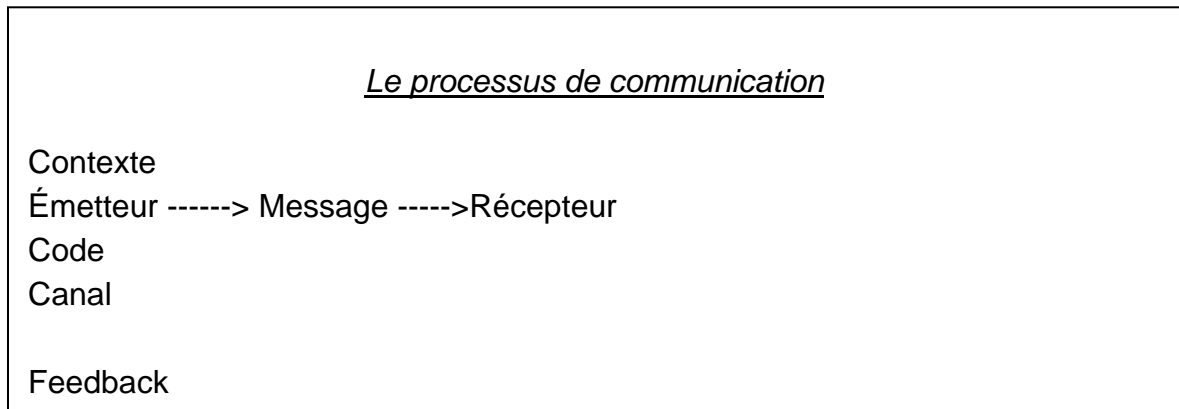 Le processus de communication
Contexte
Émetteur ------> Message ----->Récepteur
Code
Canal
Feedback